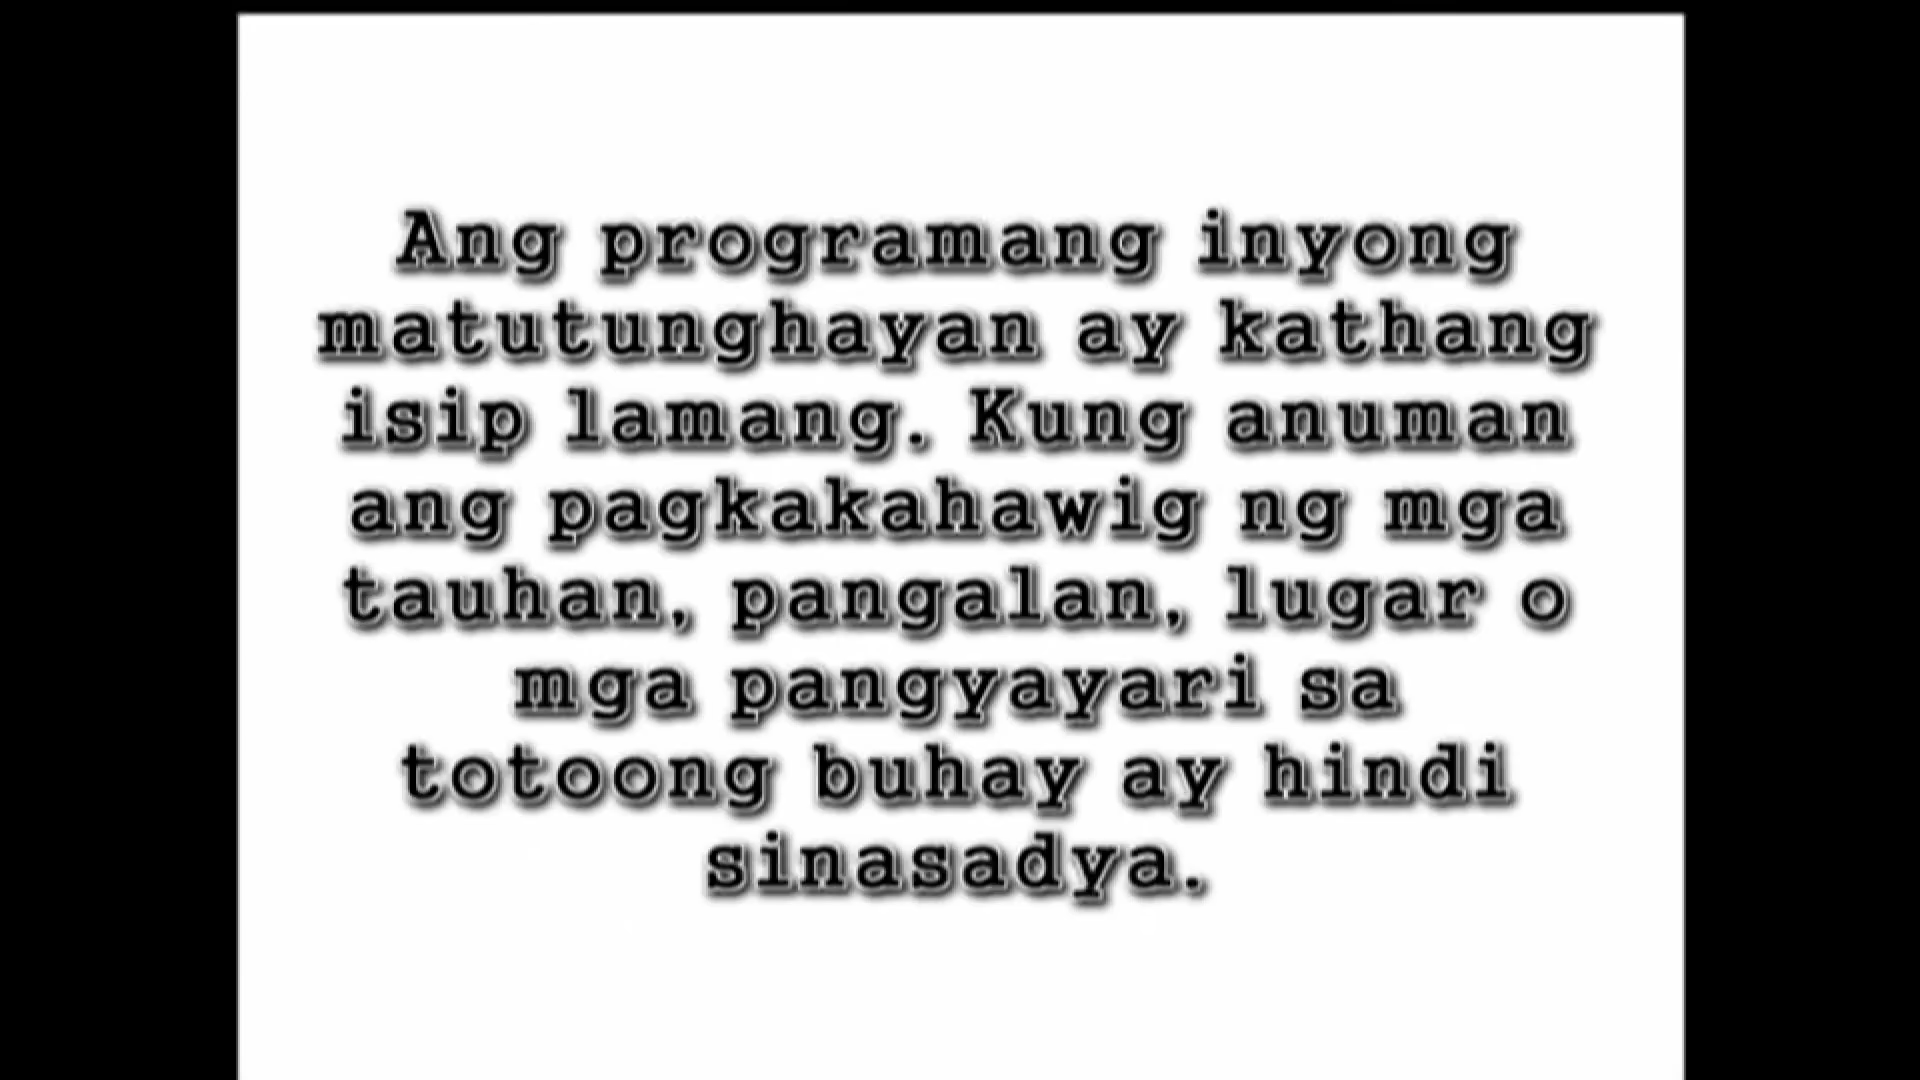 Ang programang inyong
matutunghayan ay kathang
isip lamang. Kung anuman
ang pagkakahawig ng mga
tauhan, pangalan, lugar o
mga pangyayari sa
totoong buhay ay hindi
sinasadya.